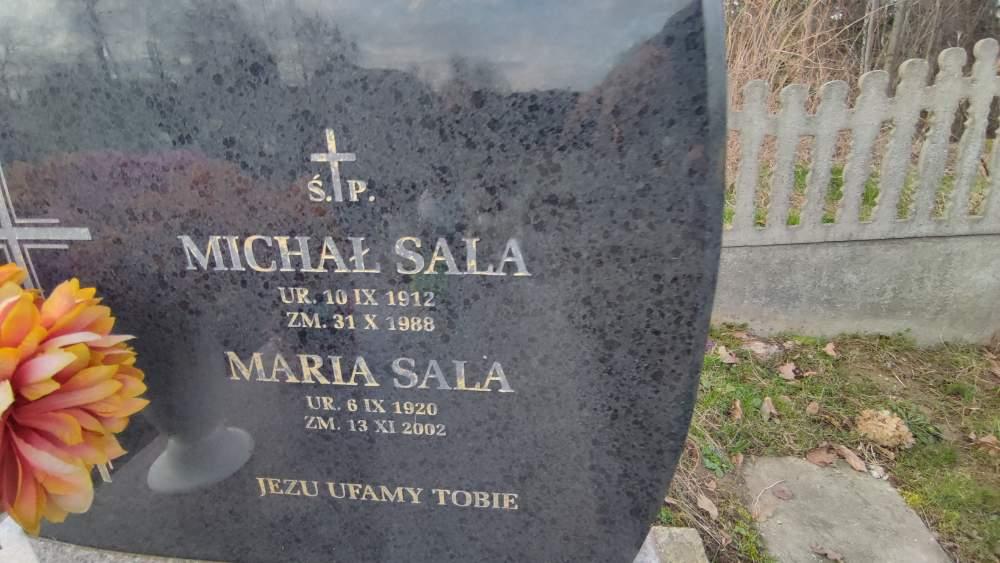 Ś. P.
MICHAŁ SALA
UR. 10 IX 1912
ZM. 31 X 1988
MARIA SALA
UR. 6 IX 1920
ZM. 13 XI 2002
JEZU UFAMY TOBIE